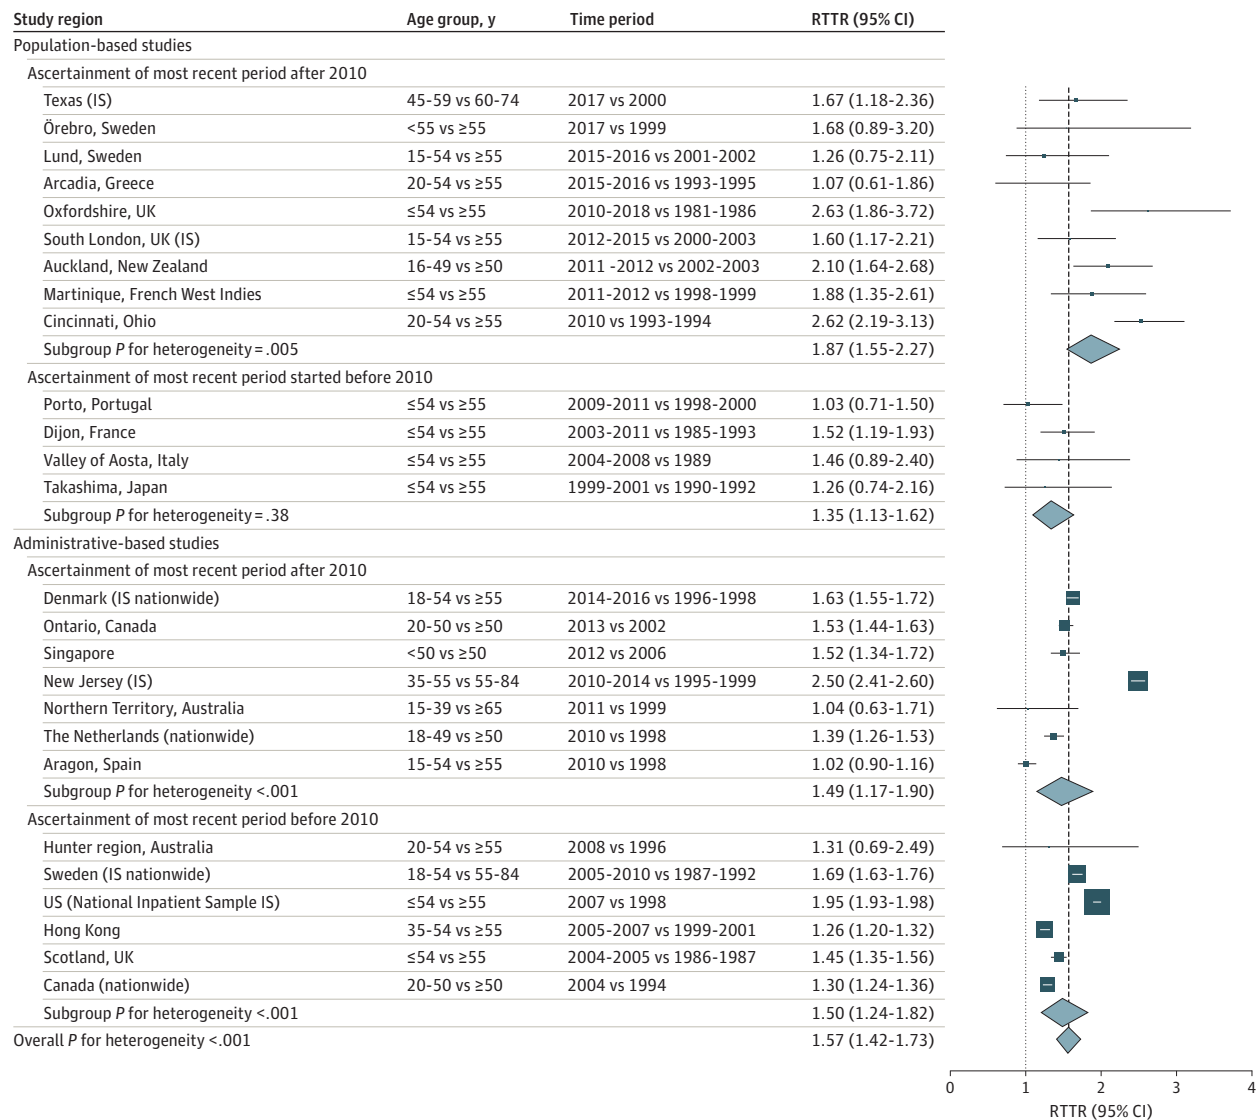 Study region Age group, y Time period RTTR (95% CI)
Population-based studies
Ascertainment of most recent period after 2010
Texas (IS) 45-59 vs 60-74 2017 vs 2000 1.67 (1.18-2.36)
Örebro, Sweden <55 vs ≥55 2017 vs 1999 1.68 (0.89-3.20)
Lund, Sweden 15-54 vs ≥55 2015-2016 vs 2001-2002 1.26 (0.75-2.11)
Arcadia, Greece 20-54 vs ≥55 2015-2016 vs 1993-1995 1.07 (0.61-1.86)
Oxfordshire, UK ≤54 vs ≥55 2010-2018 vs 1981-1986 2.63 (1.86-3.72)
South London, UK (IS) 15-54 vs ≥55 2012-2015 vs 2000-2003 1.60 (1.17-2.21)
Auckland, New Zealand 16-49 vs ≥50 2011 -2012 vs 2002-2003 2.10 (1.64-2.68)
Martinique, French West Indies ≤54 vs ≥55 2011-2012 vs 1998-1999 1.88 (1.35-2.61)
Cincinnati, Ohio 20-54 vs ≥55 2010 vs 1993-1994 2.62 (2.19-3.13)
Subgroup P for heterogeneity = .005 1.87 (1.55-2.27)
Ascertainment of most recent period started before 2010
Porto, Portugal ≤54 vs ≥55 2009-2011 vs 1998-2000 1.03 (0.71-1.50)
Dijon, France ≤54 vs ≥55 2003-2011 vs 1985-1993 1.52 (1.19-1.93)
Valley of Aosta, Italy ≤54 vs ≥55 2004-2008 vs 1989 1.46 (0.89-2.40)
Takashima, Japan ≤54 vs ≥55 1999-2001 vs 1990-1992 1.26 (0.74-2.16)
Subgroup P for heterogeneity = .38 1.35 (1.13-1.62)
Administrative-based studies
Ascertainment of most recent period after 2010
Denmark (IS nationwide) 18-54 vs ≥55 2014-2016 vs 1996-1998 1.63 (1.55-1.72)
Ontario, Canada 20-50 vs ≥50 2013 vs 2002 1.53 (1.44-1.63)
Singapore <50 vs ≥50 2012 vs 2006 1.52 (1.34-1.72)
New Jersey (IS) 35-55 vs 55-84 2010-2014 vs 1995-1999 2.50 (2.41-2.60)
Northern Territory, Australia 15-39 vs ≥65 2011 vs 1999 1.04 (0.63-1.71)
The Netherlands (nationwide) 18-49 vs ≥50 2010 vs 1998 1.39 (1.26-1.53)
Aragon, Spain 15-54 vs ≥55 2010 vs 1998 1.02 (0.90-1.16)
Subgroup P for heterogeneity <.001 1.49 (1.17-1.90)
Ascertainment of most recent period before 2010
Hunter region, Australia 20-54 vs ≥55 2008 vs 1996 1.31 (0.69-2.49)
Sweden (IS nationwide) 18-54 vs 55-84 2005-2010 vs 1987-1992 1.69 (1.63-1.76)
US (National Inpatient Sample IS) ≤54 vs ≥55 2007 vs 1998 1.95 (1.93-1.98)
Hong Kong 35-54 vs ≥55 2005-2007 vs 1999-2001 1.26 (1.20-1.32)
Scotland, UK ≤54 vs ≥55 2004-2005 vs 1986-1987 1.45 (1.35-1.56)
Canada (nationwide) 20-50 vs ≥50 2004 vs 1994 1.30 (1.24-1.36)
Subgroup P for heterogeneity <.001 1.50 (1.24-1.82)
Overall P for heterogeneity <.001 1.57 (1.42-1.73)
0 1 2 3 4
RTTR (95% CI)